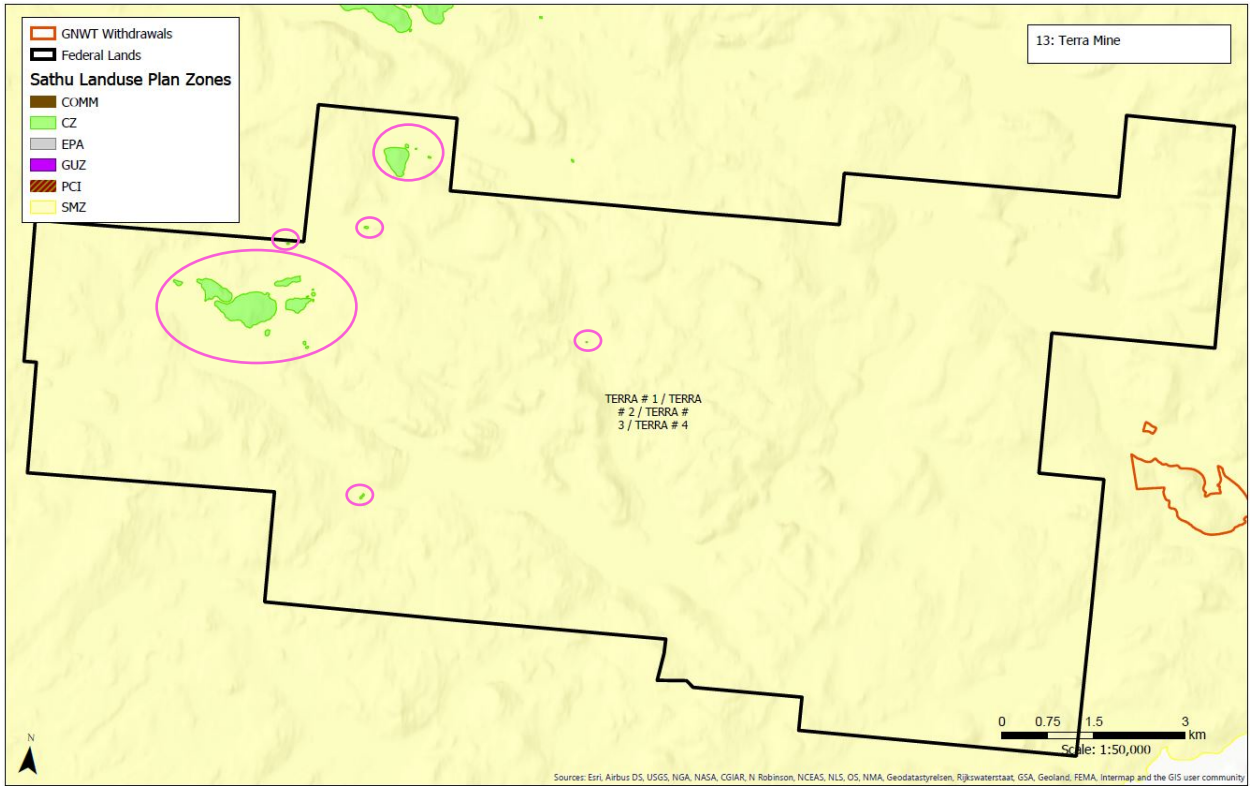 GNWT Withdrawals
Federal Lands
Sathu Landuse Plan Zones
COMM
CZ
EPA
GUZ
PCI
SMZ
13: Terra Mine
TERRA # 1 / TERRA
# 2 / TERRA #
3 / TERRA # 4
0 0.75 1.5 3
km
Scale: 1:50,000
N
Sources: Esri, Airbus DS, USGS, NGA, NASA, CGIAR, N Robinson, NCEAS, NLS, OS, NMA, Geodatastyrelsen, Rijkswaterstaat, GSA, Geoland, FEMA, Intermap and the GIS user community